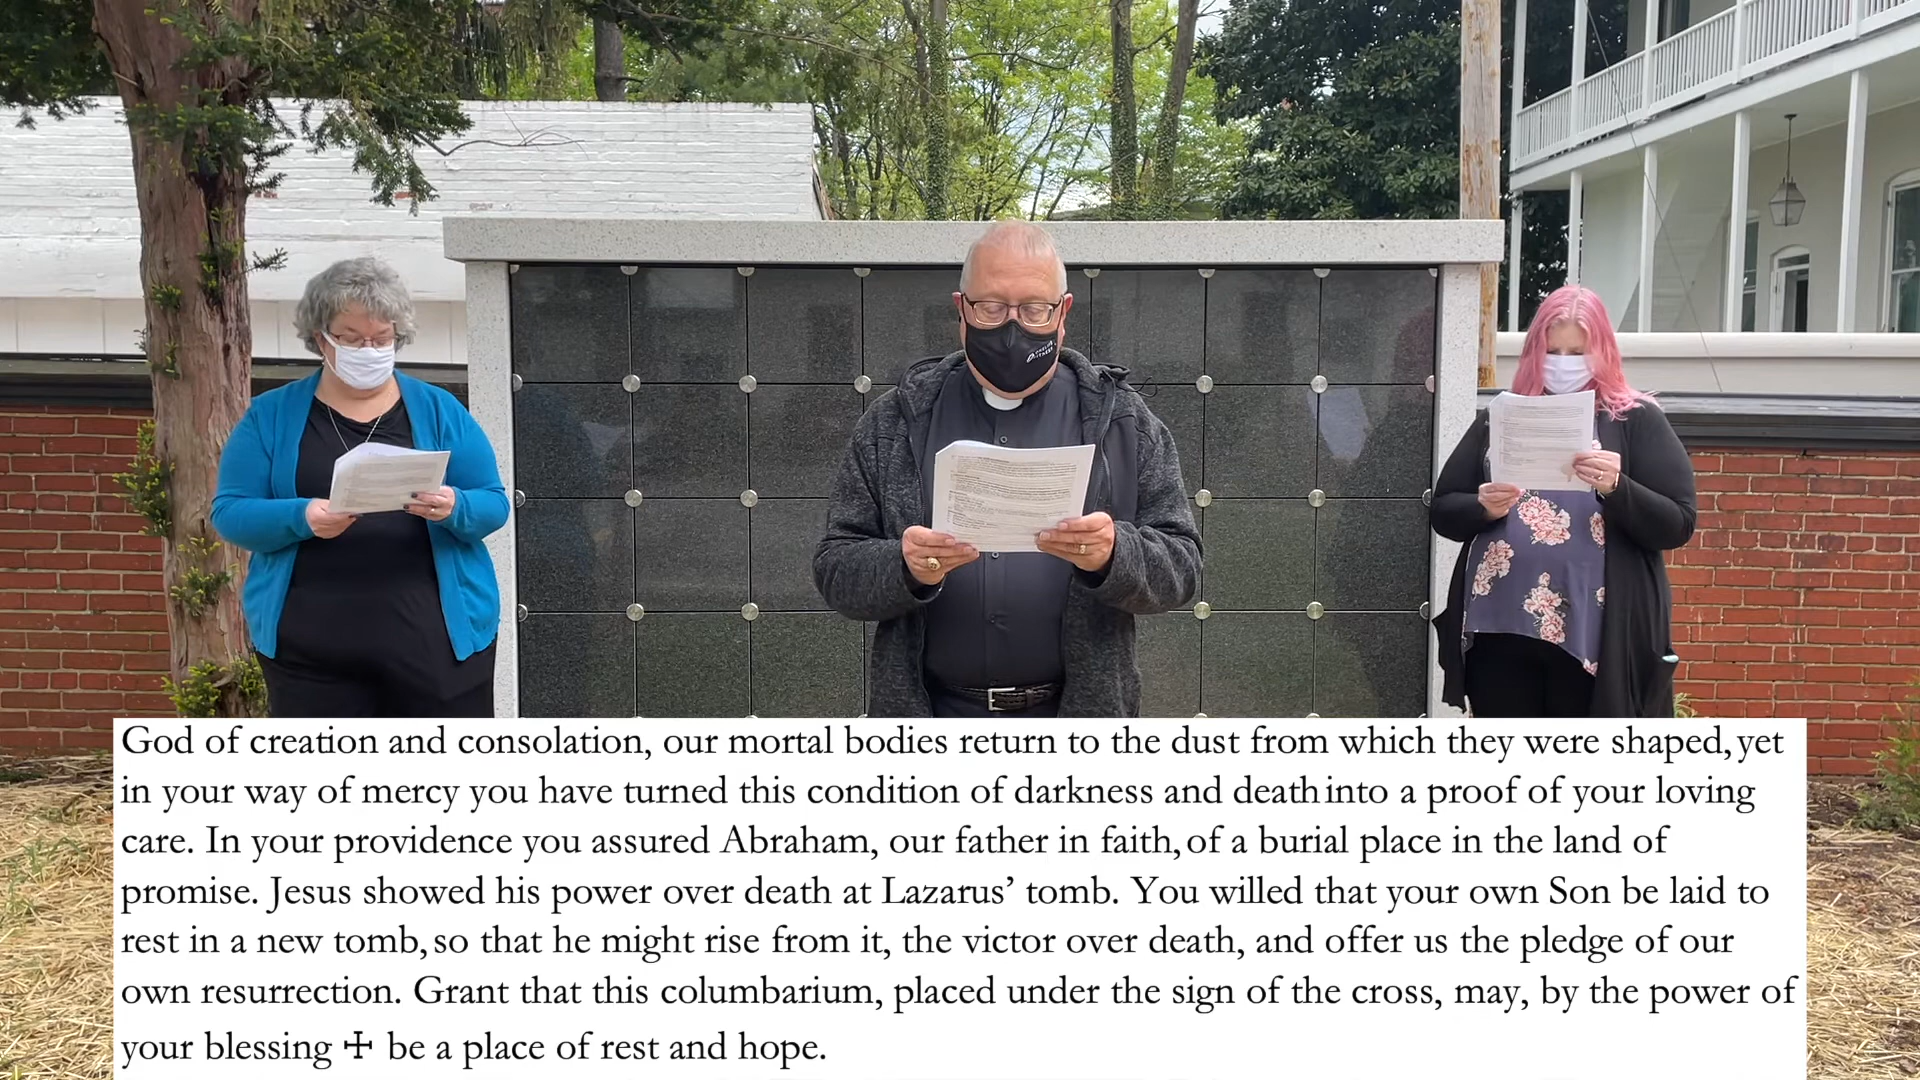 God of creation and consolation, our mortal bodies return to the dust from which they were shaped, yet
in your way of mercy you have turned this condition of darkness and death into a proof of your loving
care. In your providence you assured Abraham, our father in faith, of a burial place in the land of
promise. Jesus showed his power over death at Lazarus’ tomb. You willed that your own Son be laid to
rest in a new tomb, so that he might rise from it, the victor over death, and offer us the pledge of our
own resurrection. Grant that this columbarium, placed under the sign of the cross, may, by the power of
your blessing ☩ be a place of rest and hope.